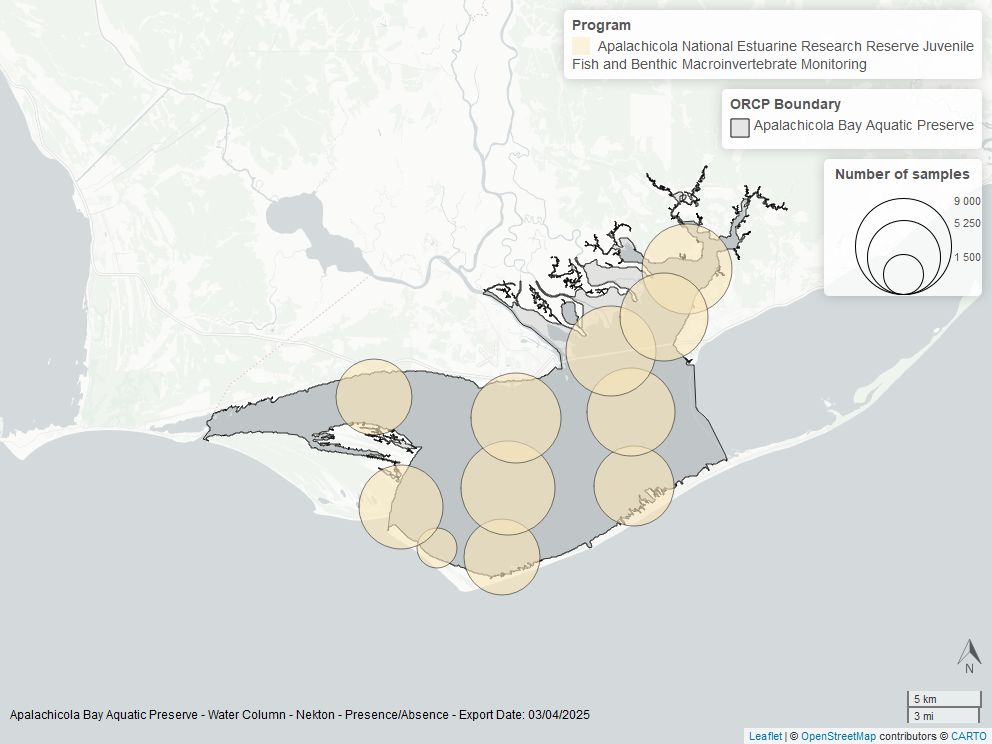 Program
Apalachicola National Estuarine Research Reserve Juvenile
Fish and Benthic Macroinvertebrate Monitoring
ORCP Boundary
Apalachicola Bay Aquatic Preserve
Number of samples
9 000
5 250
1 500
N
5 km
3 mi
Apalachicola Bay Aquatic Preserve - Water Column - Nekton - Presence/Absence - Export Date: 03/04/2025
Leaflet | © OpenStreetMap contributors © CARTO